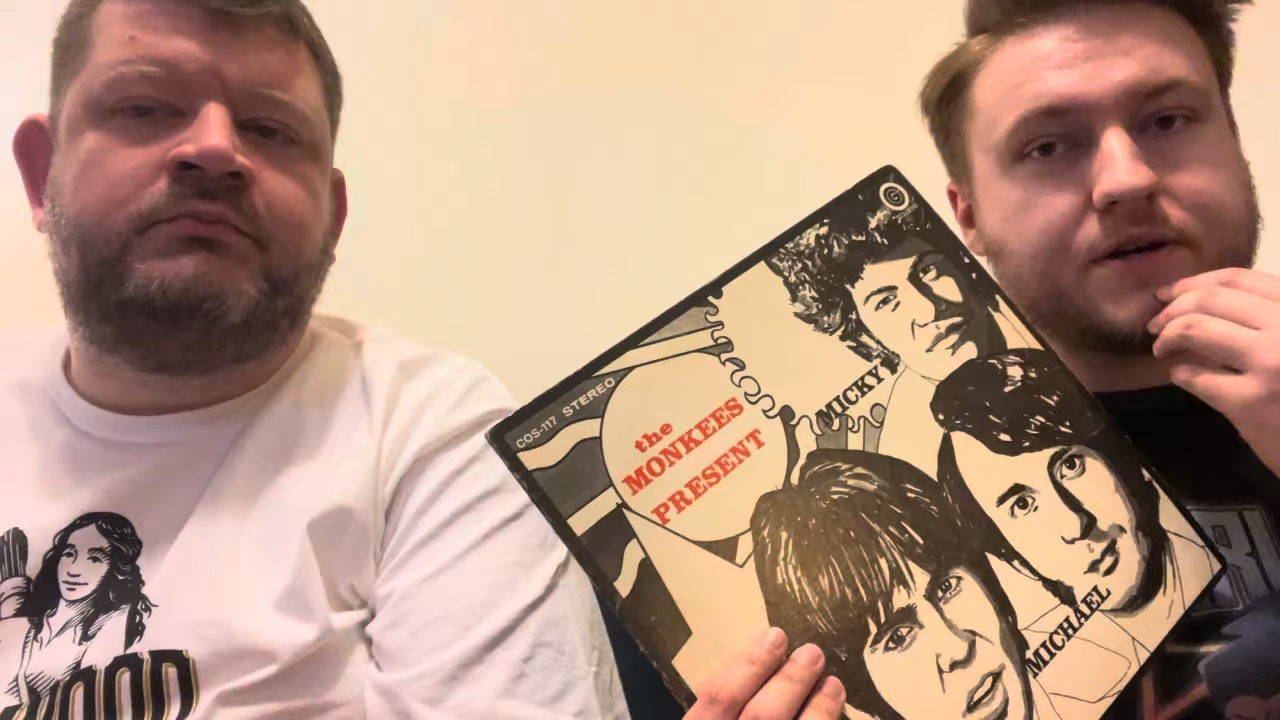 COS-117 STEREO
the
MONKEES
PRESENT
MICKY
MICHAEL